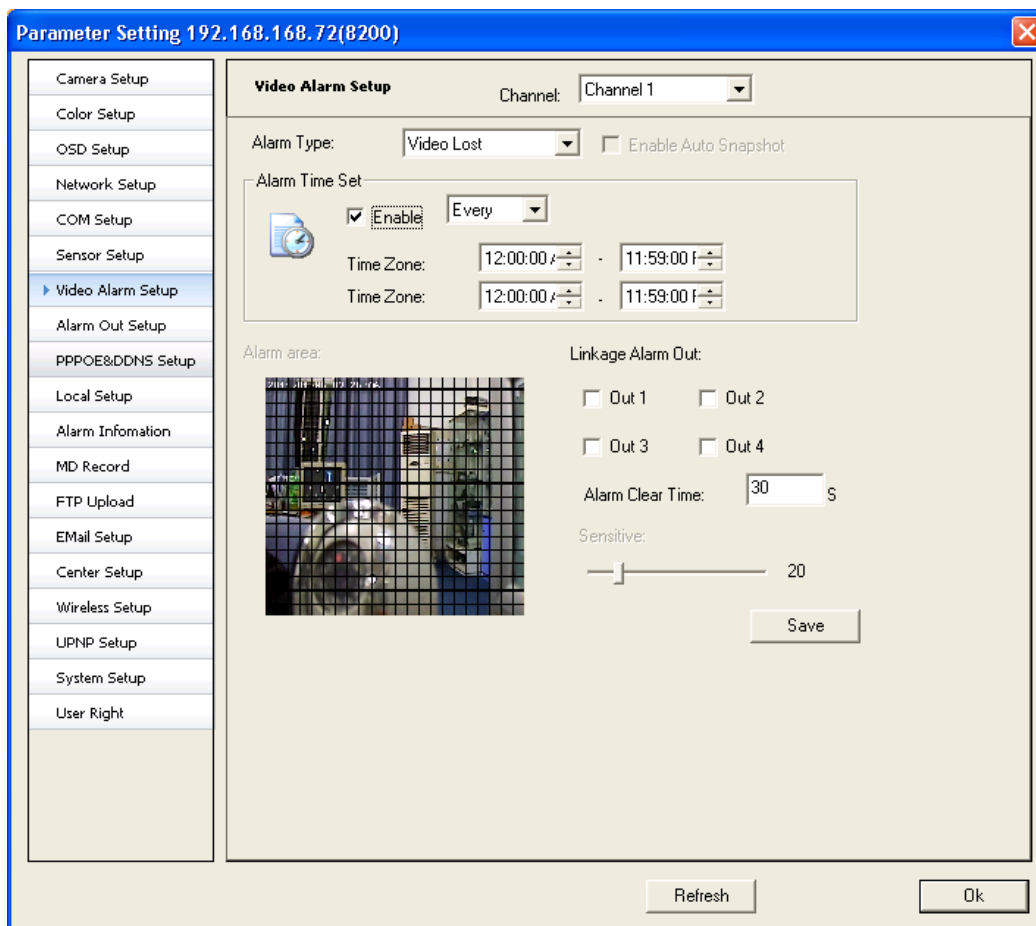 Parameter Setting 192.168.168.72(8200)
Camera Setup
Color Setup
OSD Setup
Network Setup
COM Setup
Sensor Setup
Video Alarm Setup
Alarm Out Setup
PPPOE&DDNS Setup
Local Setup
Alarm Infomation
MD Record
FTP Upload
EMail Setup
Center Setup
Wireless Setup
UPNP Setup
System Setup
User Right
Video Alarm Setup
Channel: Channel 1
Alarm Type: Video Lost Enable Auto Snapshot
Alarm Time Set
Enable Every
Time Zone: 12:00:00 - 11:59:00
Time Zone: 12:00:00 - 11:59:00
Alarm area:
Linkage Alarm Out:
Out 1 Out 2
Out 3 Out 4
Alarm Clear Time: 30 S
Sensitive:
20
Save
Refresh Ok